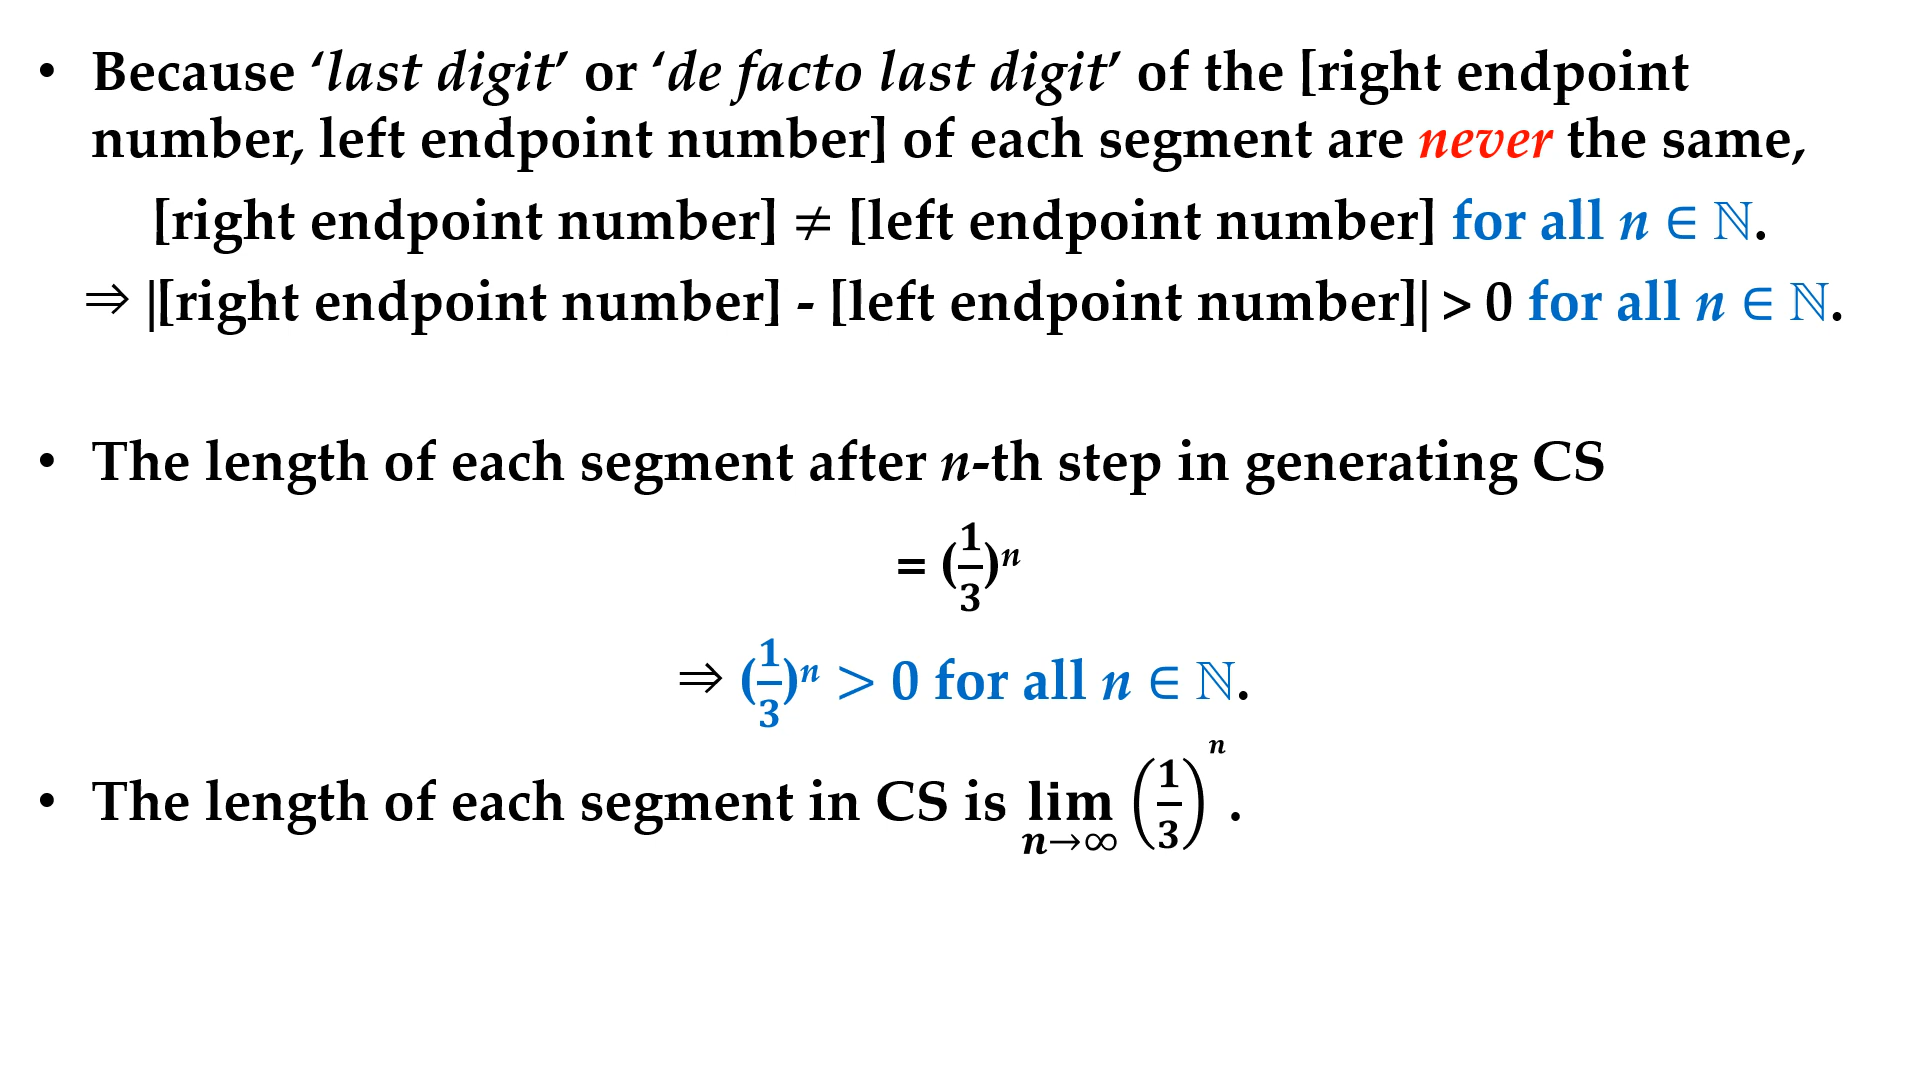 • Because ‘last digit’ or ‘de facto last digit’ of the [right endpoint
number, left endpoint number] of each segment are never the same,
[right endpoint number] ≠ [left endpoint number] for all n ∈ ℕ.
⇒ |[right endpoint number] - [left endpoint number]| > 0 for all n ∈ ℕ.
• The length of each segment after n-th step in generating CS
= (1/3)ⁿ
⇒ (1/3)ⁿ > 0 for all n ∈ ℕ.
• The length of each segment in CS is lim n→∞ (1/3)ⁿ.